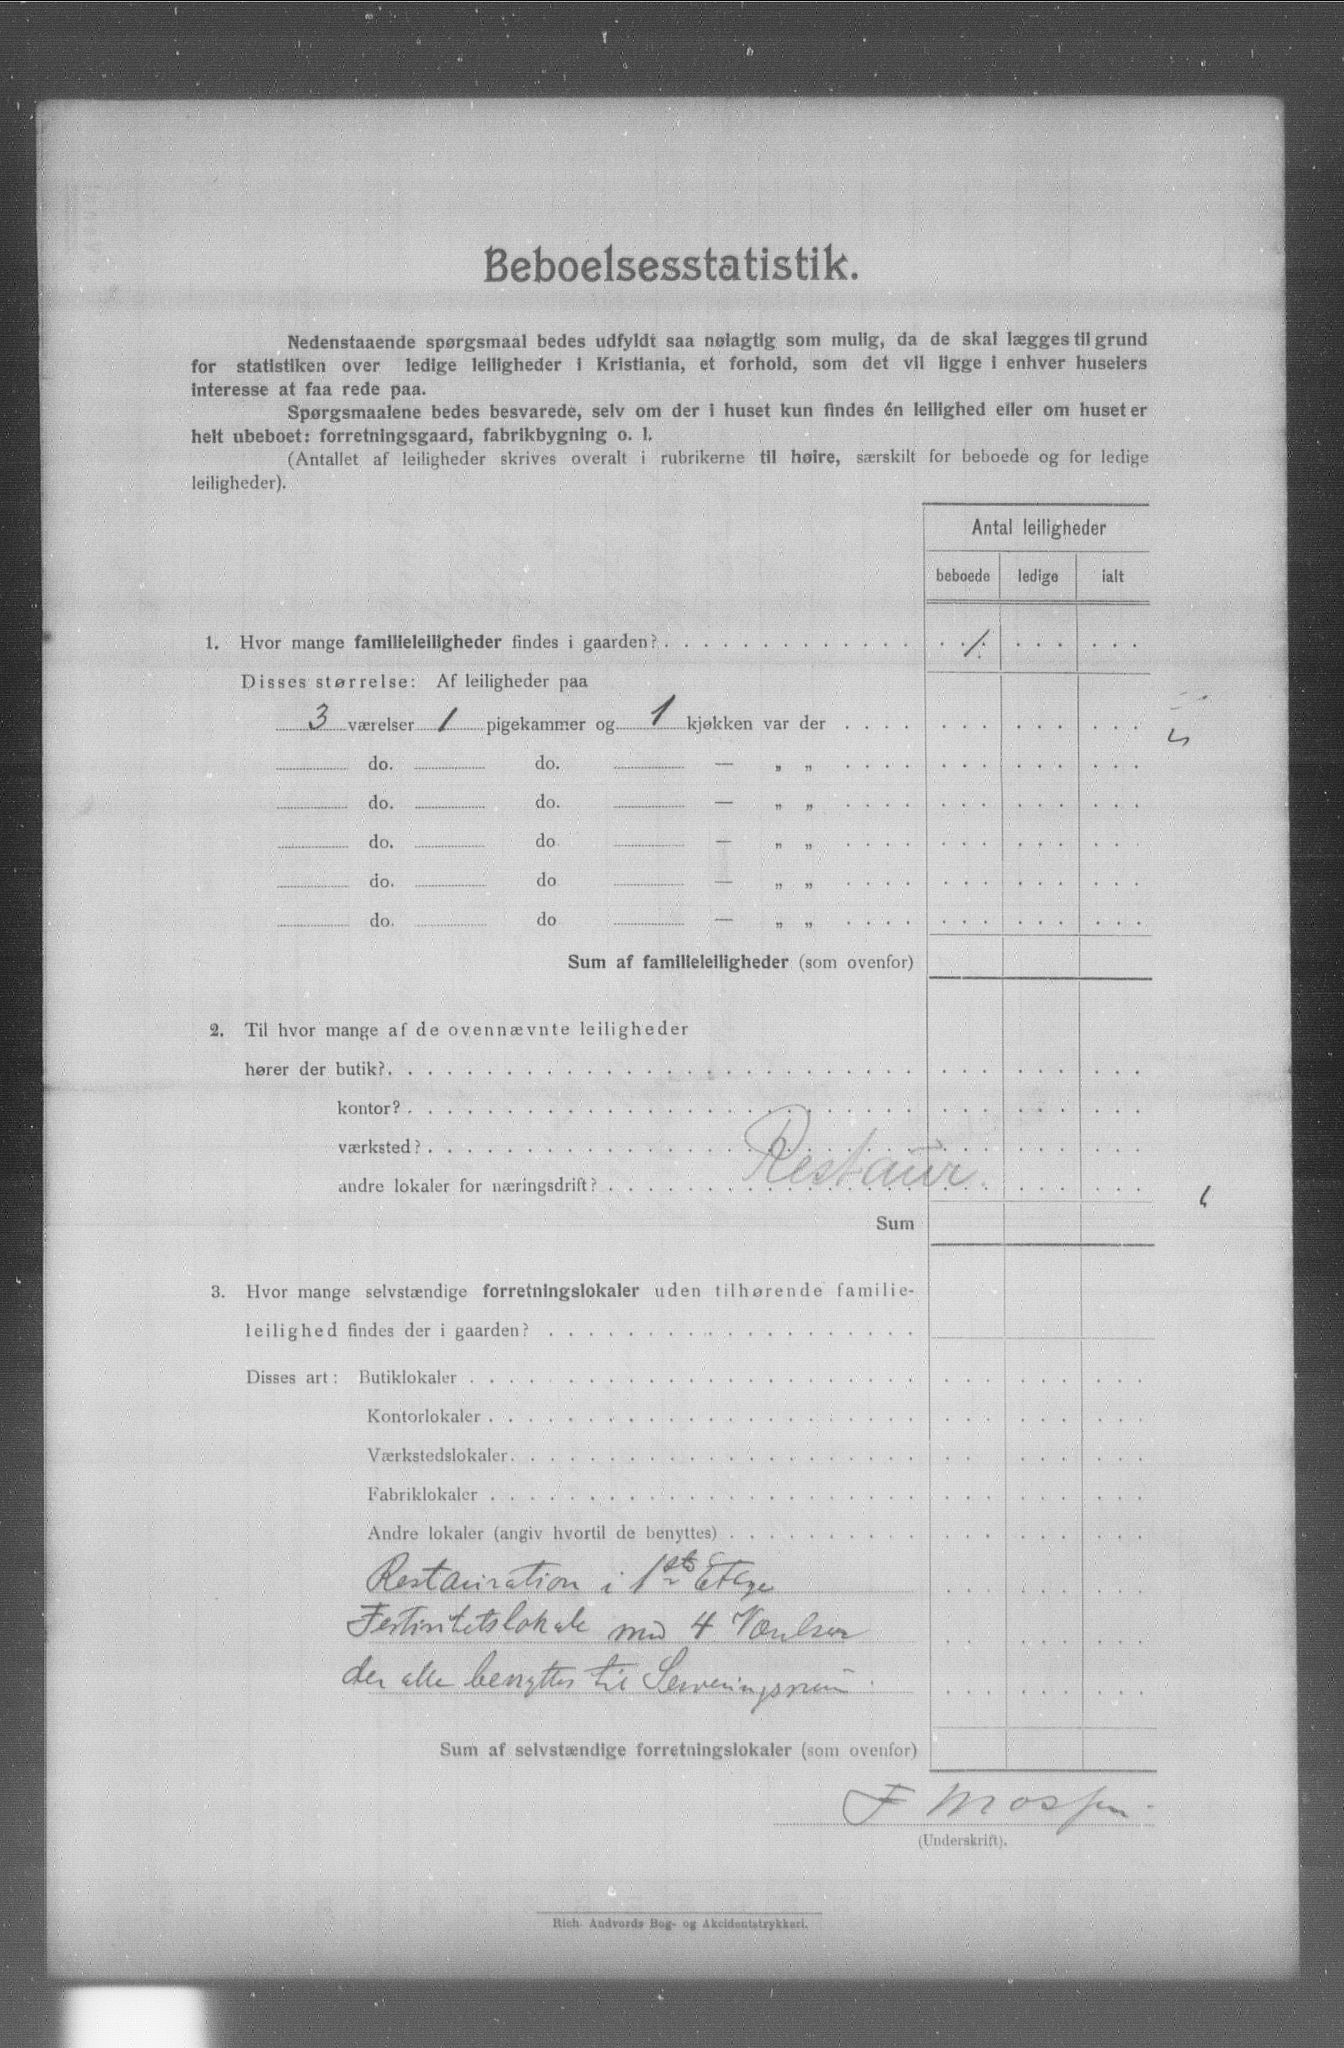 Beboelsesstatistik.
Nedenstaaende spørgsmaal bedes udfyldt saa nøiagtig som mulig, da de skal lægges til grund
for statistiken over ledige leiligheder i Kristiania, et forhold, som det vil ligge i enhver huseiers
interesse at faa rede paa.
Spørgsmaalene bedes besvarede, selv om der i huset kun findes én leilighed eller om huset er
helt ubeboet: forretningsgaard, fabrikbygning o. l.
(Antallet af leiligheder skrives overalt i rubrikerne til høire, særskilt for beboede og for ledige
leiligheder).
Antal leiligheder
beboede ledige ialt
1. Hvor mange familieleiligheder findes i gaarden? . . . . . . . . . . . . . 1.
Disses størrelse: Af leiligheder paa
3 værelser 1 pigekammer og 1 kjøkken var der . . . .
do. do. — „ „ . . . .
do. do. — „ „ . . . .
do. do — „ „ . . . .
do. do — „ „ . . . .
do. do — „ „ . . . .
Sum af familieleiligheder (som ovenfor)
2. Til hvor mange af de ovennævnte leiligheder
hører der butik? . . . . . . . . . . . .
kontor? . . . . . . . . . . . .
værksted? . . . . . . . . . . . .
Restaur.
andre lokaler for næringsdrift? . . . . . . . . . . . .
Sum
3. Hvor mange selvstændige forretningslokaler uden tilhørende familie-
leilighed findes der i gaarden? . . . . . . . . . . . .
Disses art: Butiklokaler . . . . . . . . . . . .
Kontorlokaler . . . . . . . . . . . .
Værkstedslokaler . . . . . . . . . . . .
Fabriklokaler . . . . . . . . . . . .
Andre lokaler (angiv hvortil de benyttes) . . . . . . . . . .
Restauration i 1ste Etage
Festivitetslokale med 4 Værelser
der alle benyttes til Serveringsrum.
Sum af selvstændige forretningslokaler (som ovenfor)
F
(Underskrift).
Rich. Andvords Bog- og Akcidentstrykkeri.